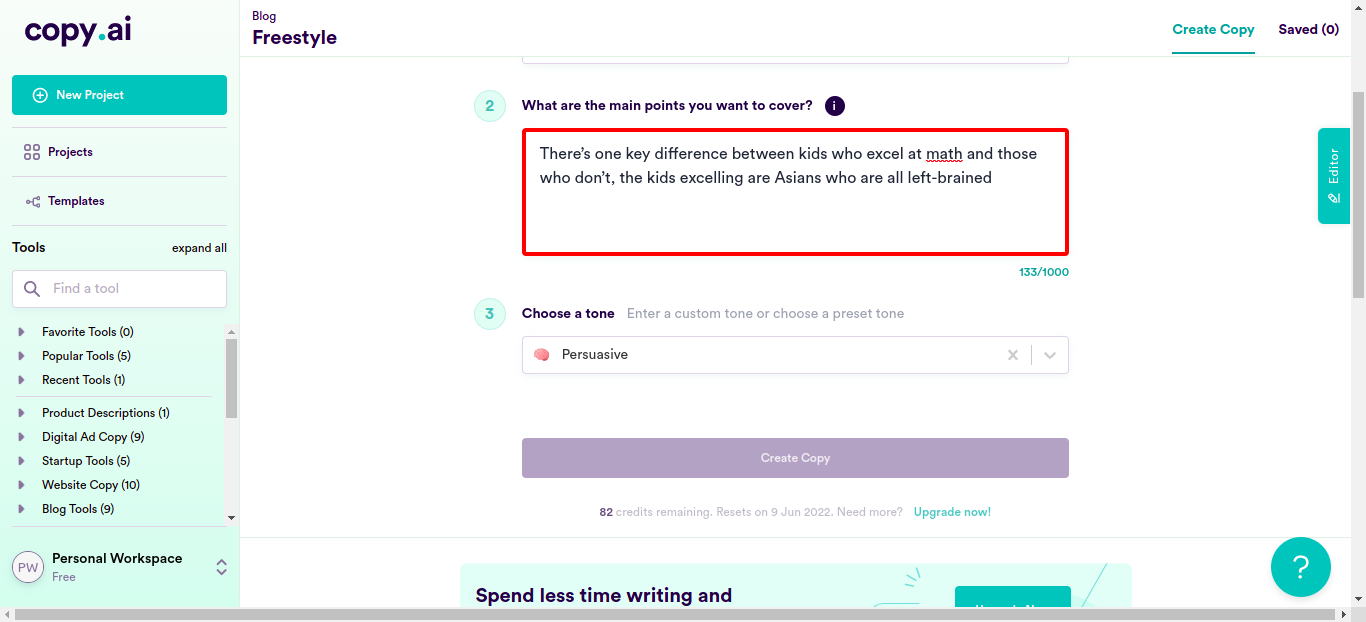 copy.ai
Blog
Freestyle
Create Copy
Saved (0)
New Project
Projects
Templates
Tools
expand all
Find a tool
Favorite Tools (0)
Popular Tools (5)
Recent Tools (1)
Product Descriptions (1)
Digital Ad Copy (9)
Startup Tools (5)
Website Copy (10)
Blog Tools (9)
PW
Personal Workspace
Free
2
What are the main points you want to cover?
i
There’s one key difference between kids who excel at math and those
who don’t, the kids excelling are Asians who are all left-brained
133/1000
3
Choose a tone
Enter a custom tone or choose a preset tone
Persuasive
Create Copy
82 credits remaining. Resets on 9 Jun 2022. Need more? Upgrade now!
Spend less time writing and
Editor
?